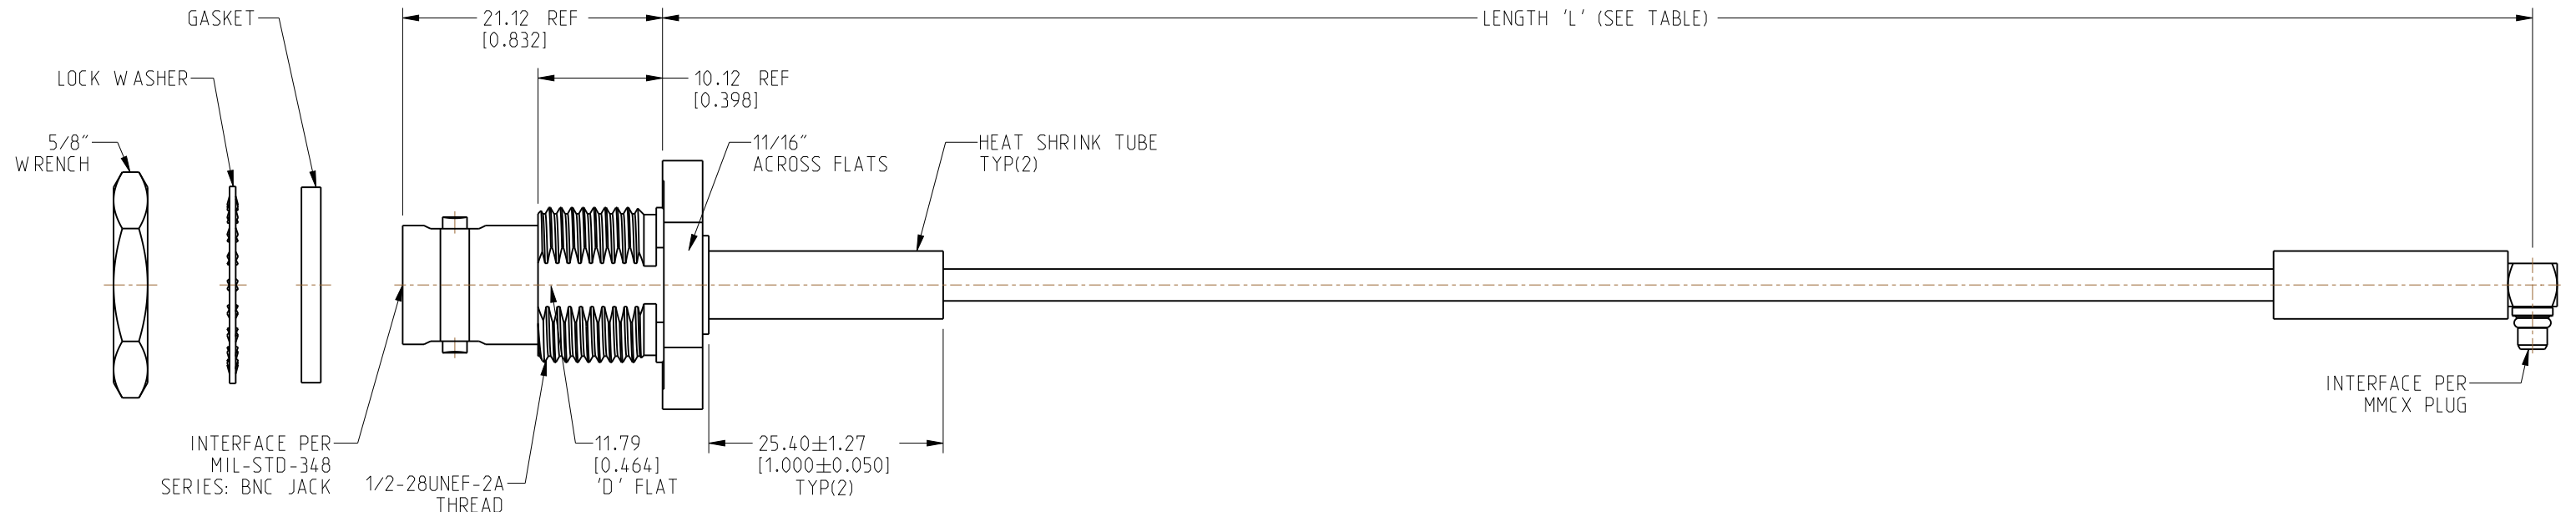 GASKET
21.12 REF
[0.832]
LENGTH 'L' (SEE TABLE)
LOCK WASHER
10.12 REF
[0.398]
5/8"
WRENCH
11/16"
ACROSS FLATS
HEAT SHRINK TUBE
TYP(2)
INTERFACE PER
MMCX PLUG
INTERFACE PER
MIL-STD-348
SERIES: BNC JACK
1/2-28UNEF-2A
THREAD
11.79
[0.464]
'D' FLAT
25.40±1.27
[1.000±0.050]
TYP(2)